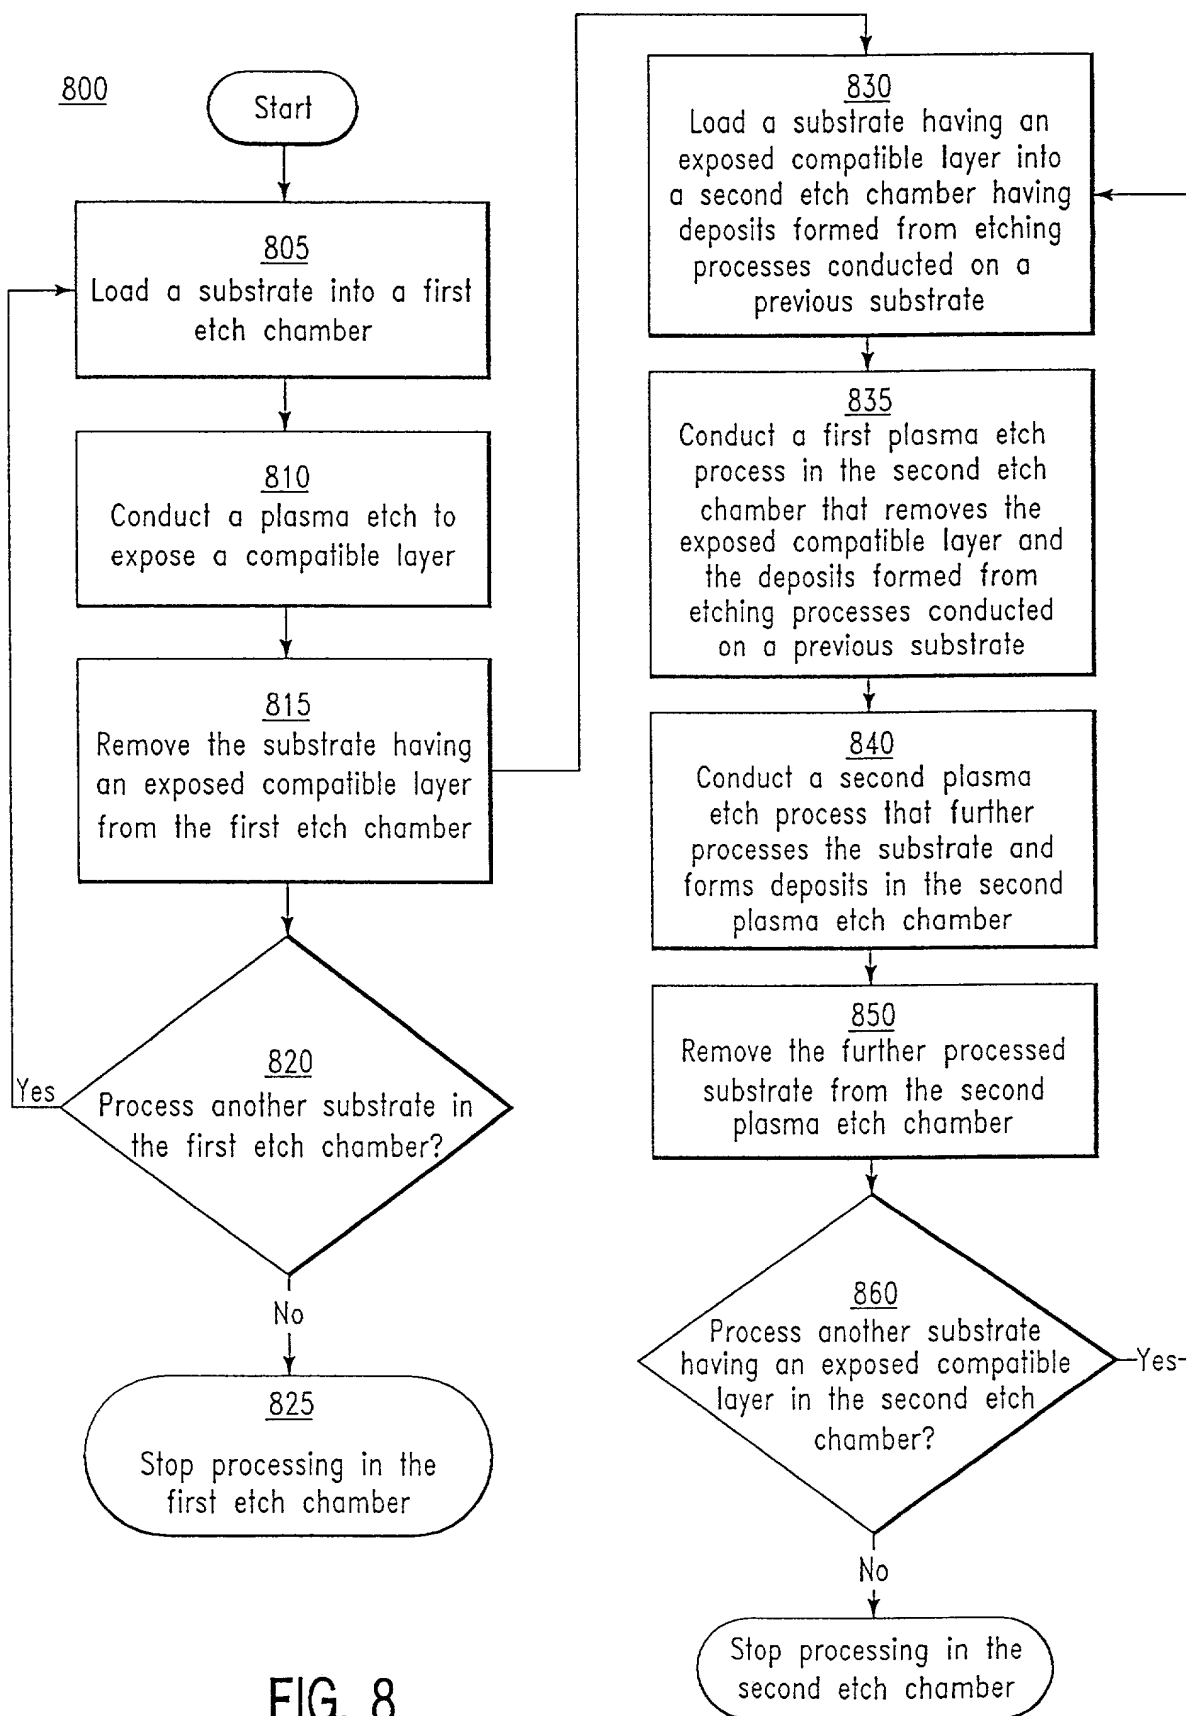 800
Start
805
Load a substrate into a first
etch chamber
810
Conduct a plasma etch to
expose a compatible layer
815
Remove the substrate having
an exposed compatible layer
from the first etch chamber
820
Process another substrate in
the first etch chamber?
Yes
No
825
Stop processing in the
first etch chamber
830
Load a substrate having an
exposed compatible layer into
a second etch chamber having
deposits formed from etching
processes conducted on a
previous substrate
835
Conduct a first plasma etch
process in the second etch
chamber that removes the
exposed compatible layer and
the deposits formed from
etching processes conducted
on a previous substrate
840
Conduct a second plasma
etch process that further
processes the substrate and
forms deposits in the second
plasma etch chamber
850
Remove the further processed
substrate from the second
plasma etch chamber
860
Process another substrate
having an exposed compatible
layer in the second etch
chamber?
Yes
No
Stop processing in the
second etch chamber
FIG. 8